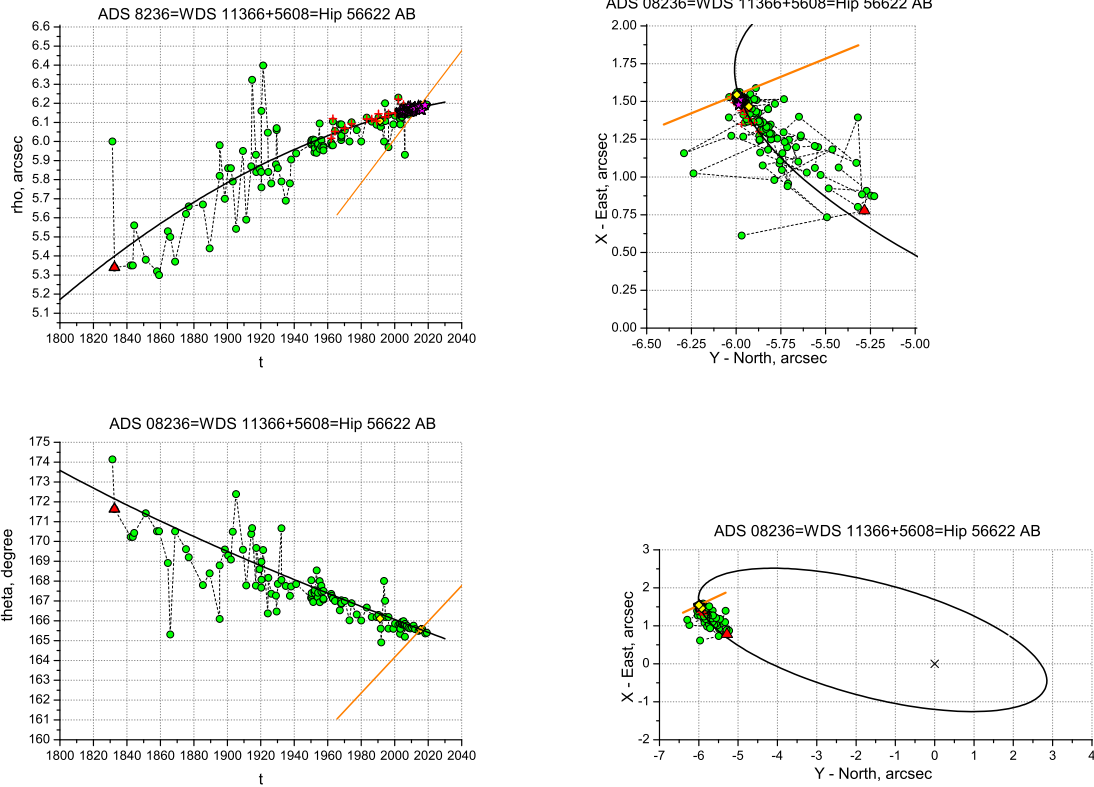 ADS 8236=WDS 11366+5608=Hip 56622 AB
6.6
6.5
6.4
6.3
6.2
6.1
6.0
5.9
5.8
5.7
5.6
5.5
5.4
5.3
5.2
5.1
rho, arcsec
1800 1820 1840 1860 1880 1900 1920 1940 1960 1980 2000 2020 2040
t
ADS 08236=WDS 11366+5608=Hip 56622 AB
2.00
1.75
1.50
1.25
1.00
0.75
0.50
0.25
0.00
X - East, arcsec
-6.50 -6.25 -6.00 -5.75 -5.50 -5.25 -5.00
Y - North, arcsec
ADS 08236=WDS 11366+5608=Hip 56622 AB
175
174
173
172
171
170
169
168
167
166
165
164
163
162
161
160
theta, degree
1800 1820 1840 1860 1880 1900 1920 1940 1960 1980 2000 2020 2040
t
ADS 08236=WDS 11366+5608=Hip 56622 AB
3
2
1
0
-1
-2
X - East, arcsec
-7 -6 -5 -4 -3 -2 -1 0 1 2 3 4
Y - North, arcsec